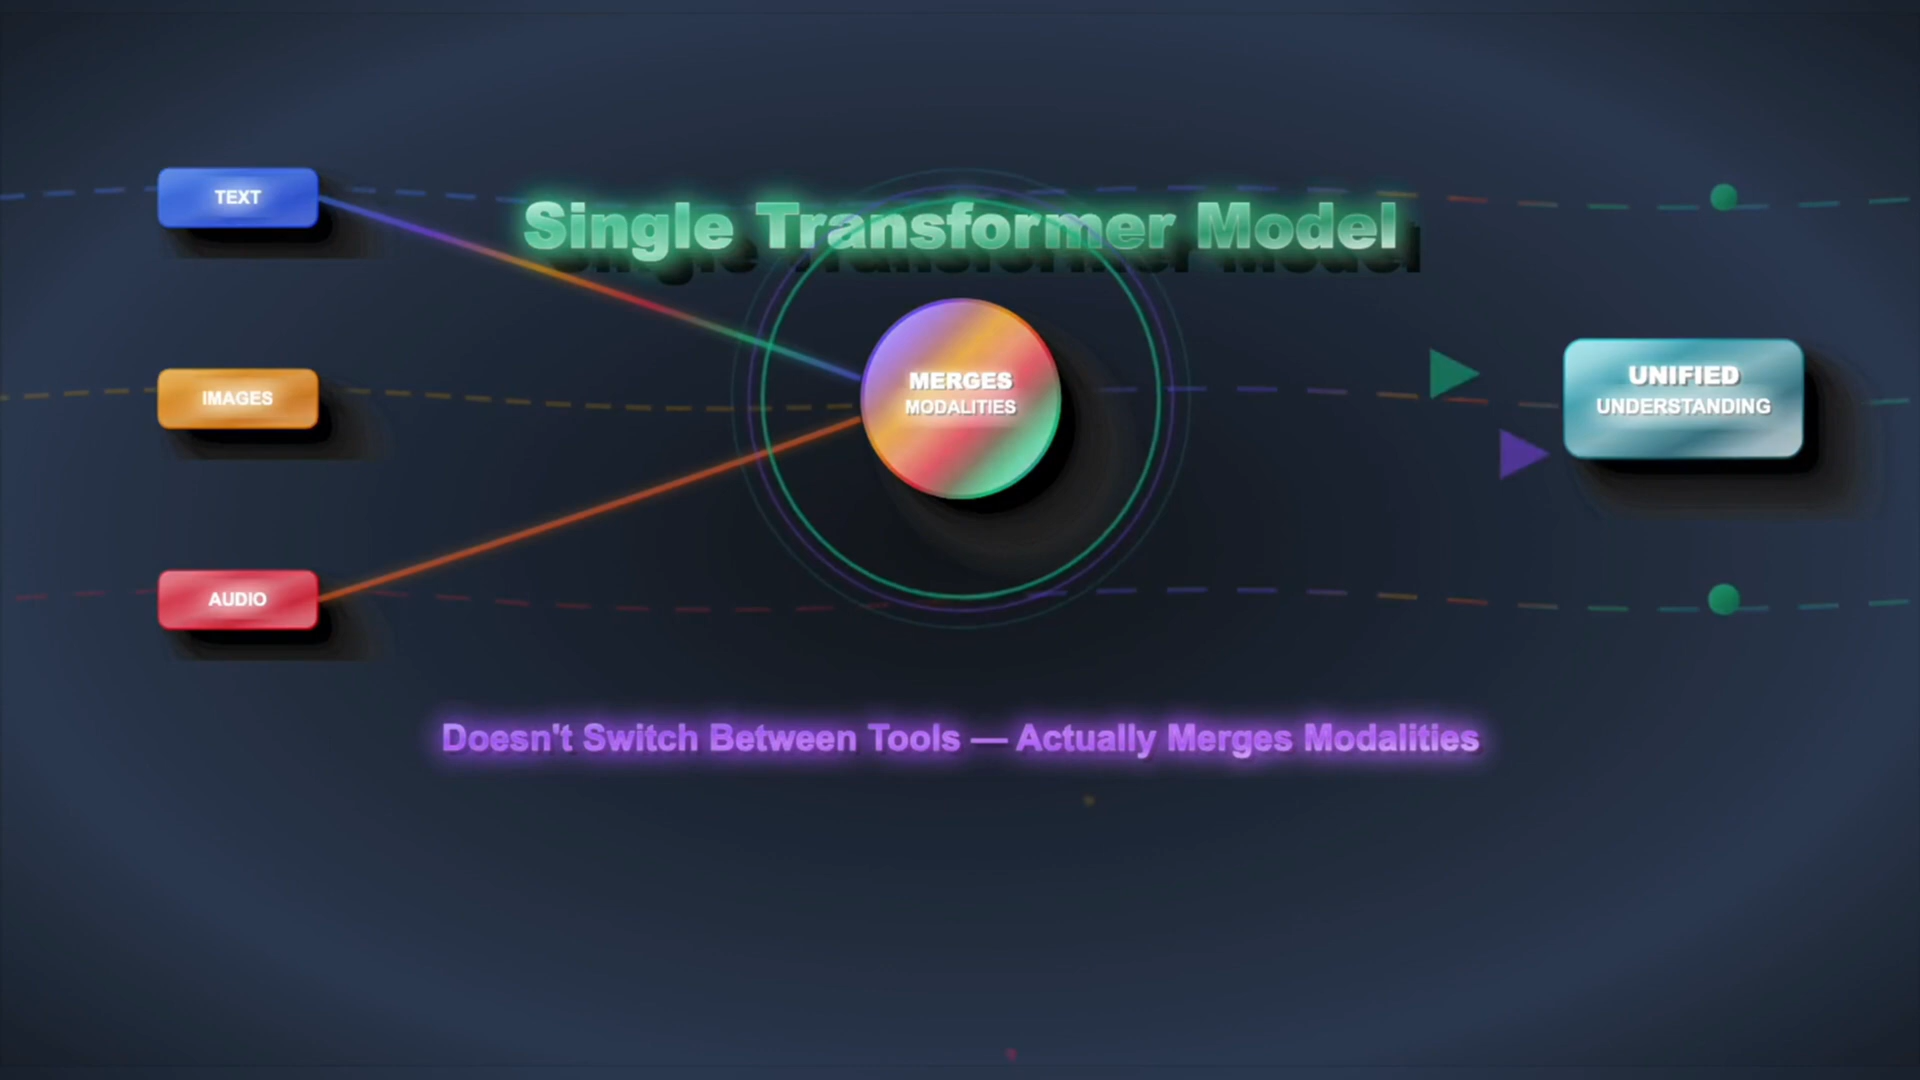 Single Transformer Model
TEXT
IMAGES
AUDIO
MERGES
MODALITIES
UNIFIED
UNDERSTANDING
Doesn't Switch Between Tools — Actually Merges Modalities